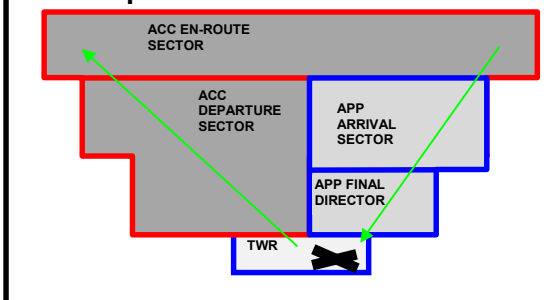 ACC EN-ROUTE
SECTOR
ACC
DEPARTURE
SECTOR
APP
ARRIVAL
SECTOR
APP FINAL
DIRECTOR
TWR